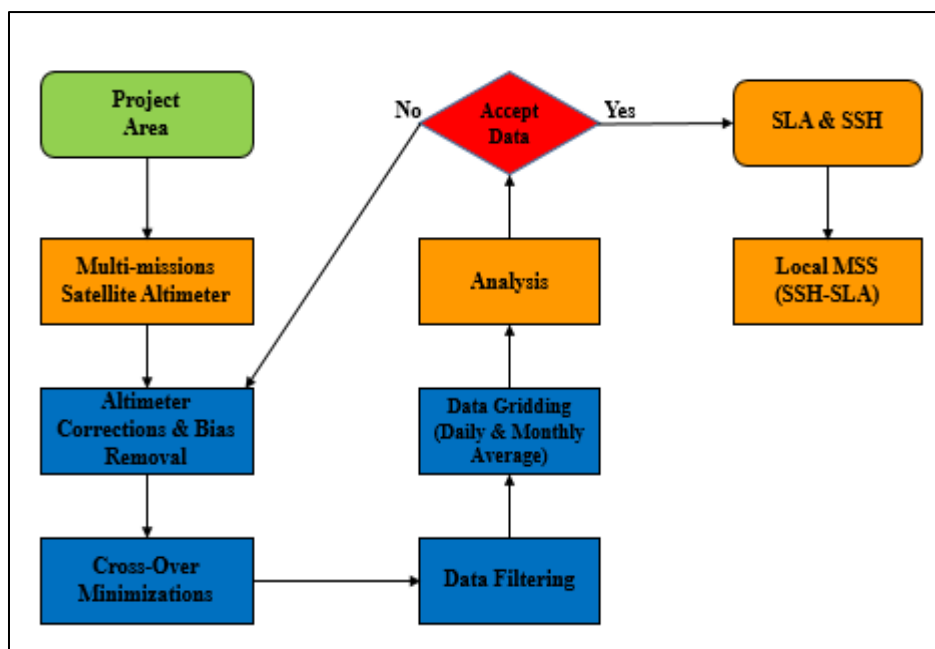 Project
Area
Multi-missions
Satellite Altimeter
Altimeter
Corrections & Bias
Removal
Cross-Over
Minimizations
Data Filtering
Data Gridding
(Daily & Monthly
Average)
Analysis
Accept
Data
No
Yes
SLA & SSH
Local MSS
(SSH-SLA)